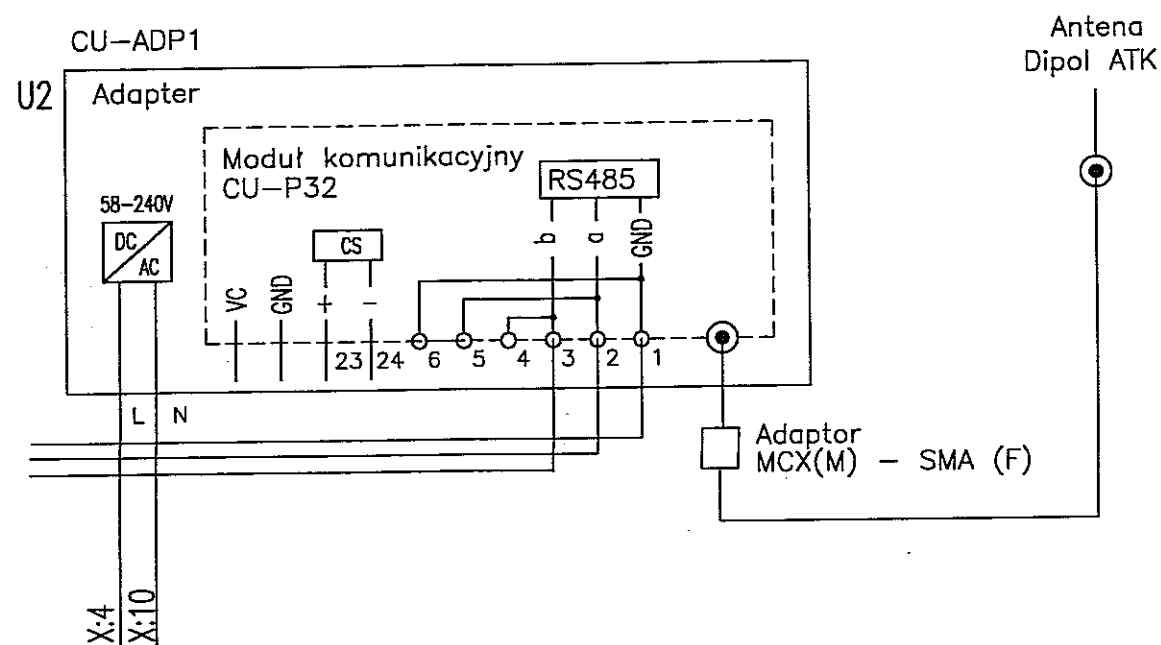 CU-ADP1
Antena
Dipol ATK
U2
Adapter
Moduł komunikacyjny
CU-P32
RS485
58-240V
DC
AC
CS
b
a
GND
VC
GND
+
-
23
24
6
5
4
3
2
1
L
N
Adaptor
MCX(M) - SMA (F)
X:4
X:10